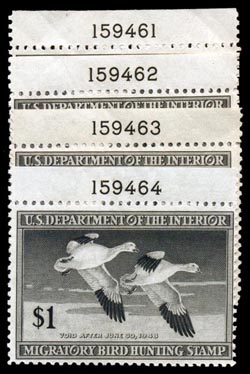 159461
159462
U.S. DEPARTMENT OF THE INTERIOR
159463
U.S. DEPARTMENT OF THE INTERIOR
159464
U.S. DEPARTMENT OF THE INTERIOR
$1
VOID AFTER JUNE 30, 1948
MIGRATORY BIRD HUNTING STAMP